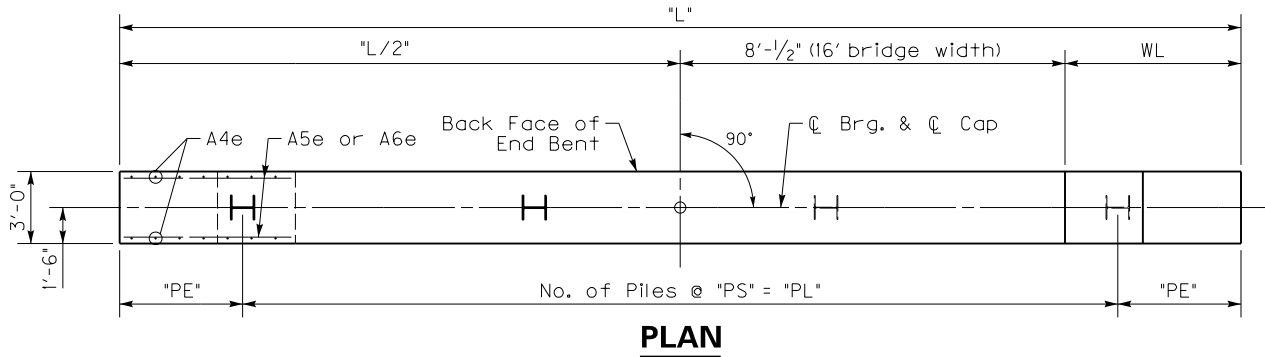 "L"
"L/2"
8'-1/2" (16' bridge width)
WL
A4e
A5e or A6e
Back Face of
End Bent
90°
℄ Brg. & ℄ Cap
3'-0"
1'-6"
"PE"
No. of Piles @ "PS" = "PL"
"PE"
PLAN